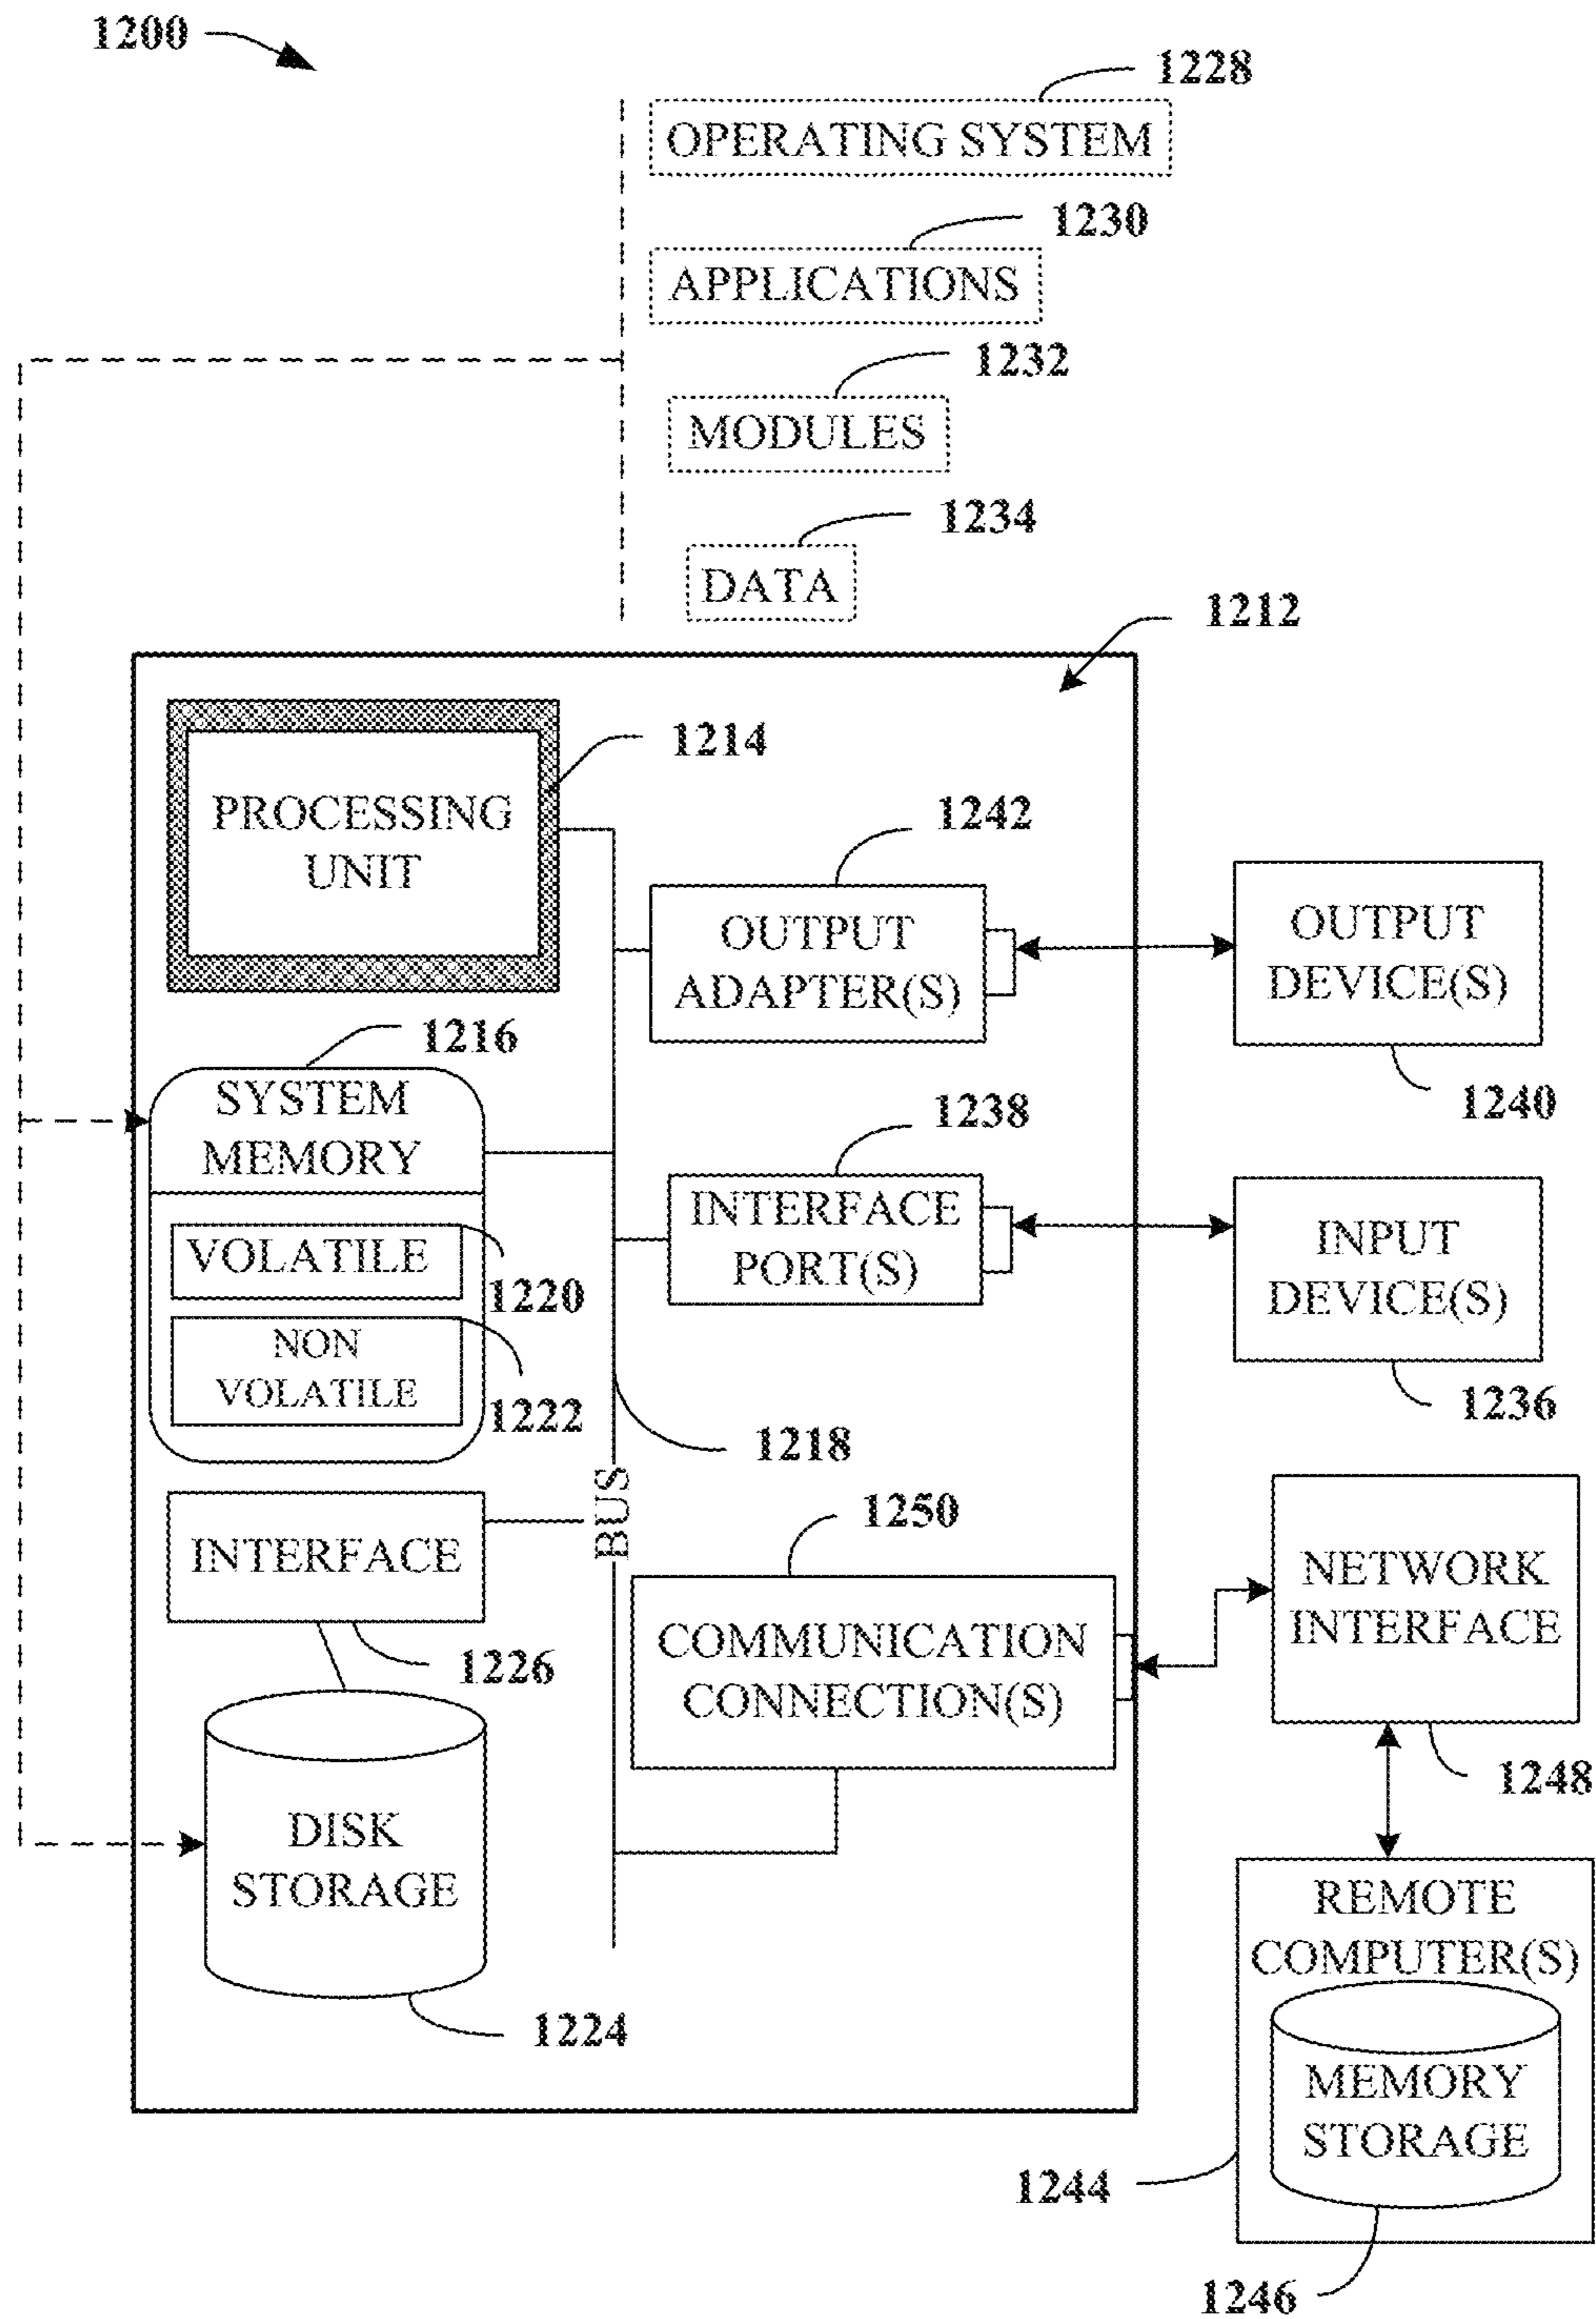 1200
1228
OPERATING SYSTEM
1230
APPLICATIONS
1232
MODULES
1234
DATA
1212
1214
PROCESSING
UNIT
1242
OUTPUT
ADAPTER(S)
OUTPUT
DEVICE(S)
1240
1216
SYSTEM
MEMORY
1238
INTERFACE
PORT(S)
INPUT
DEVICE(S)
1236
VOLATILE
1220
NON
VOLATILE
1222
1218
BUS
INTERFACE
1226
1250
COMMUNICATION
CONNECTION(S)
NETWORK
INTERFACE
1248
DISK
STORAGE
1224
REMOTE
COMPUTER(S)
MEMORY
STORAGE
1244
1246